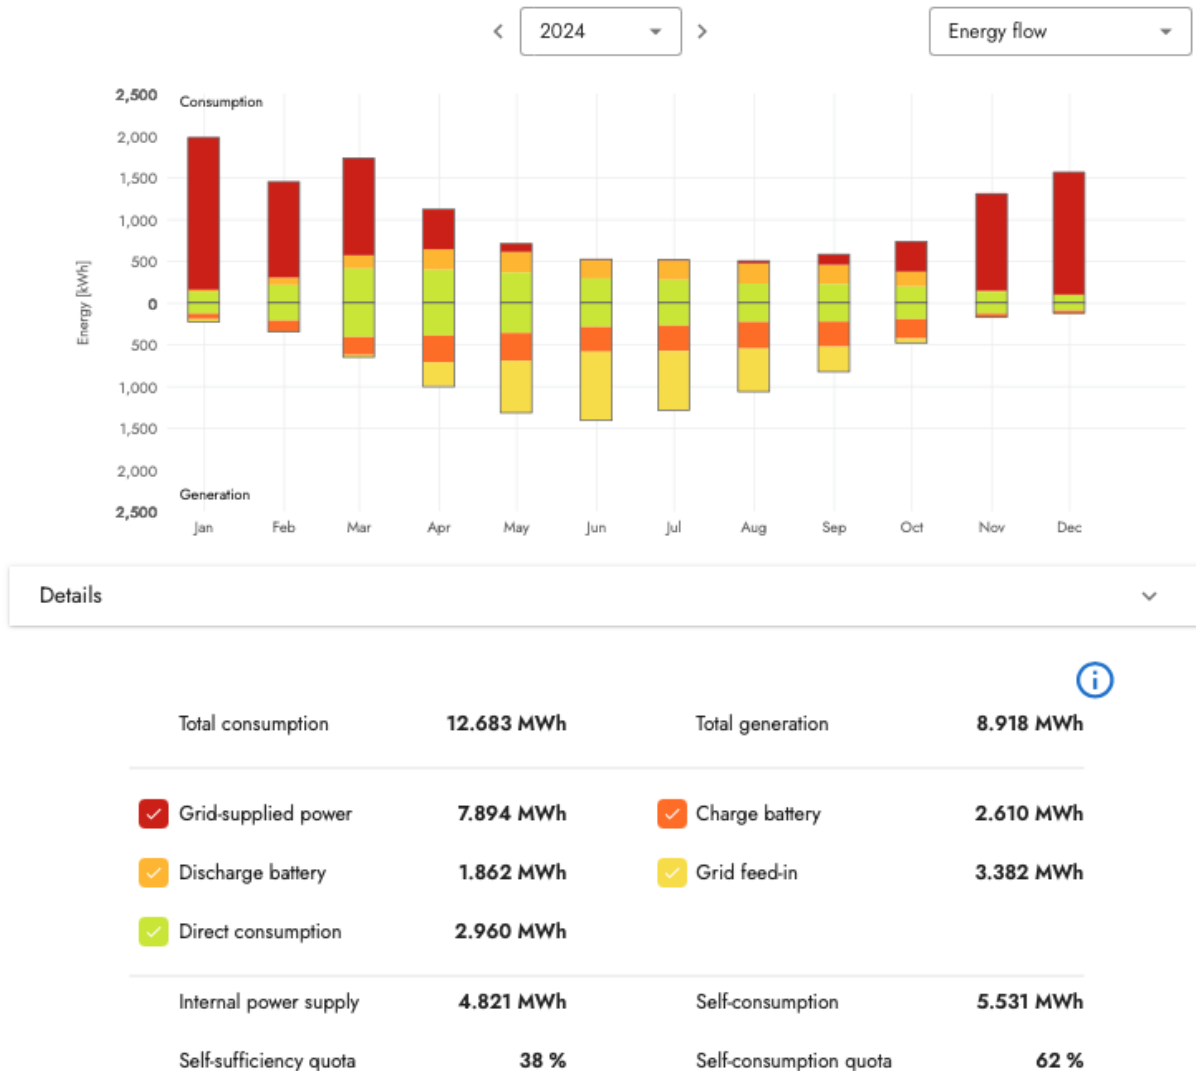 2024
Energy flow
Consumption
2,500
2,000
1,500
1,000
500
0
500
1,000
1,500
2,000
2,500
Energy [kWh]
Generation
Jan Feb Mar Apr May Jun Jul Aug Sep Oct Nov Dec
Details
i
Total consumption 12.683 MWh Total generation 8.918 MWh
Grid-supplied power 7.894 MWh Charge battery 2.610 MWh
Discharge battery 1.862 MWh Grid feed-in 3.382 MWh
Direct consumption 2.960 MWh
Internal power supply 4.821 MWh Self-consumption 5.531 MWh
Self-sufficiency quota 38 % Self-consumption quota 62 %